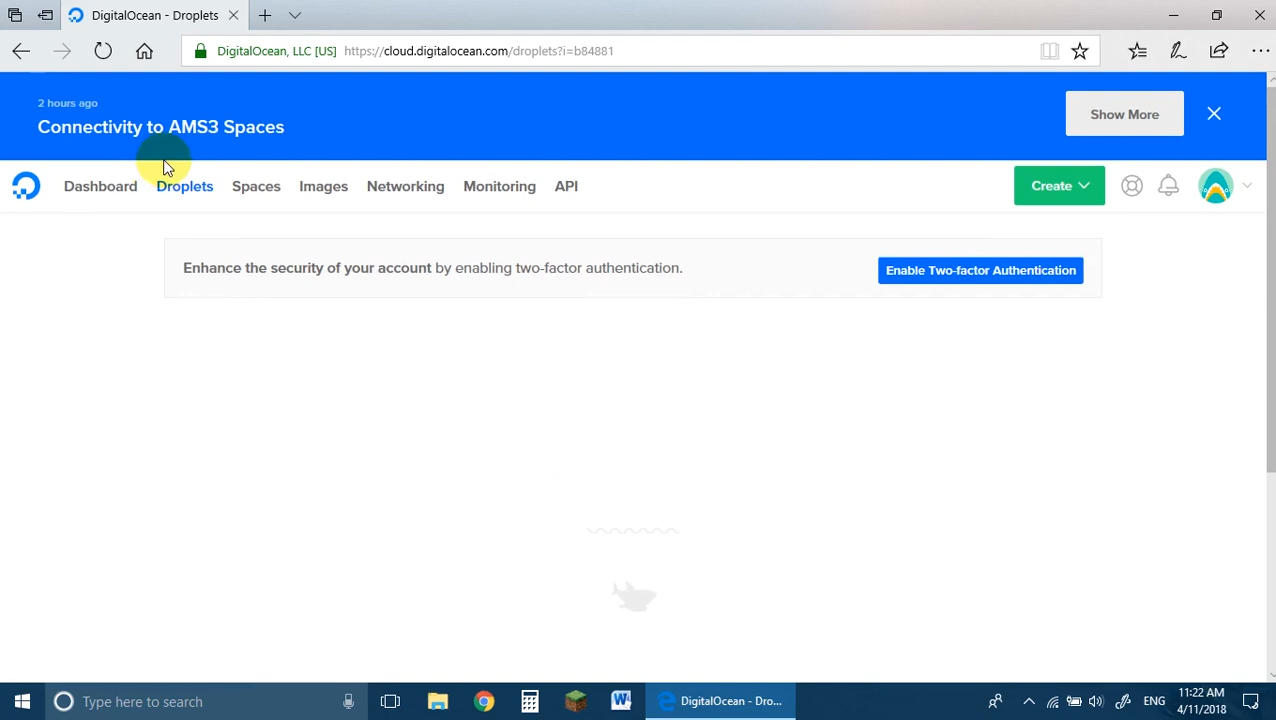 DigitalOcean - Droplets
DigitalOcean, LLC [US] https://cloud.digitalocean.com/droplets?i=b84881
2 hours ago
Connectivity to AMS3 Spaces
Show More
Dashboard Droplets Spaces Images Networking Monitoring API
Create
Enhance the security of your account by enabling two-factor authentication.
Enable Two-factor Authentication
Type here to search
DigitalOcean - Dro...
ENG
11:22 AM
4/11/2018